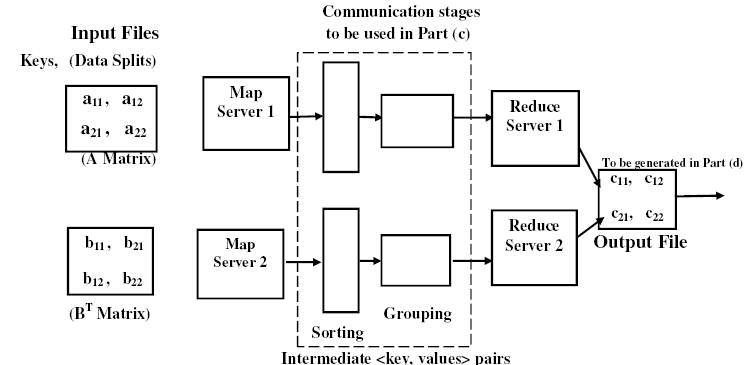 Communication stages
to be used in Part (c)
Input Files
Keys, (Data Splits)
a11, a12
a21, a22
(A Matrix)
Map
Server 1
Reduce
Server 1
To be generated in Part (d)
c11, c12
c21, c22
Output File
b11, b21
b12, b22
(B^T Matrix)
Map
Server 2
Reduce
Server 2
Grouping
Sorting
Intermediate <key, values> pairs